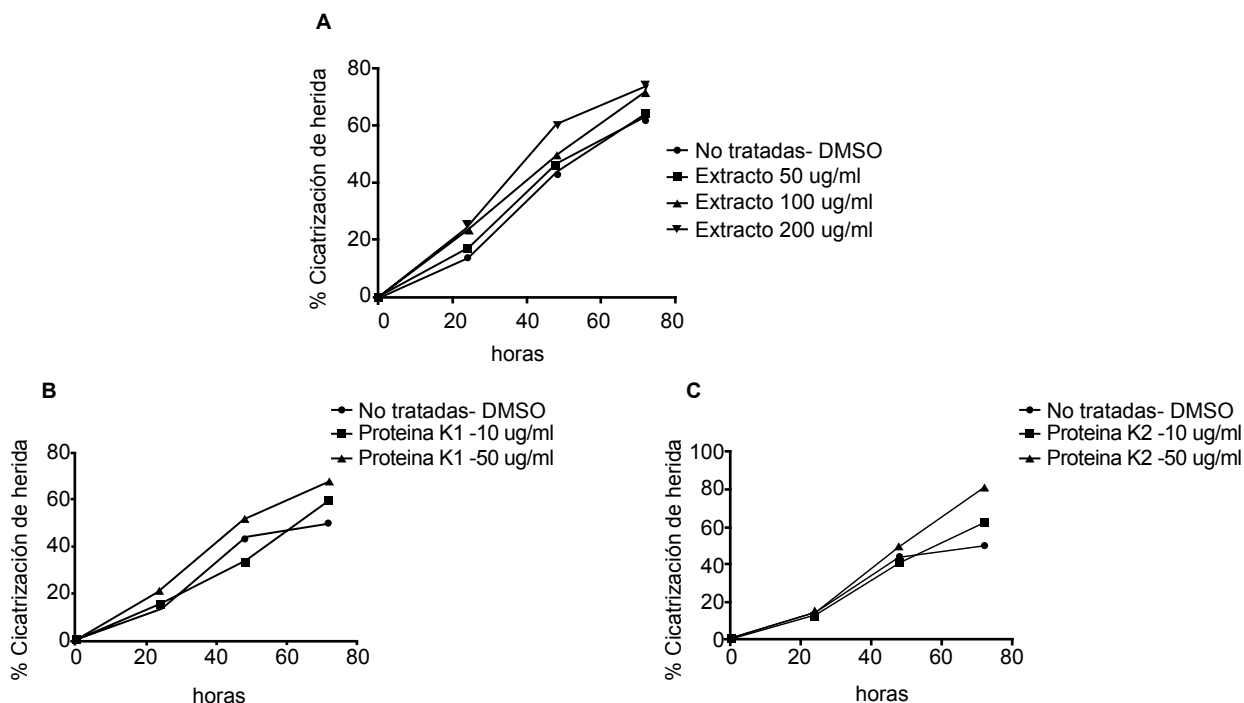 A
% Cicatrización de herida
80
60
40
20
0
0 20 40 60 80
horas
No tratadas- DMSO
Extracto 50 ug/ml
Extracto 100 ug/ml
Extracto 200 ug/ml
B
No tratadas- DMSO
Proteina K1 -10 ug/ml
Proteina K1 -50 ug/ml
% Cicatrización de herida
80
60
40
20
0
0 20 40 60 80
horas
C
No tratadas- DMSO
Proteina K2 -10 ug/ml
Proteina K2 -50 ug/ml
% Cicatrización de herida
100
80
60
40
20
0
0 20 40 60 80
horas